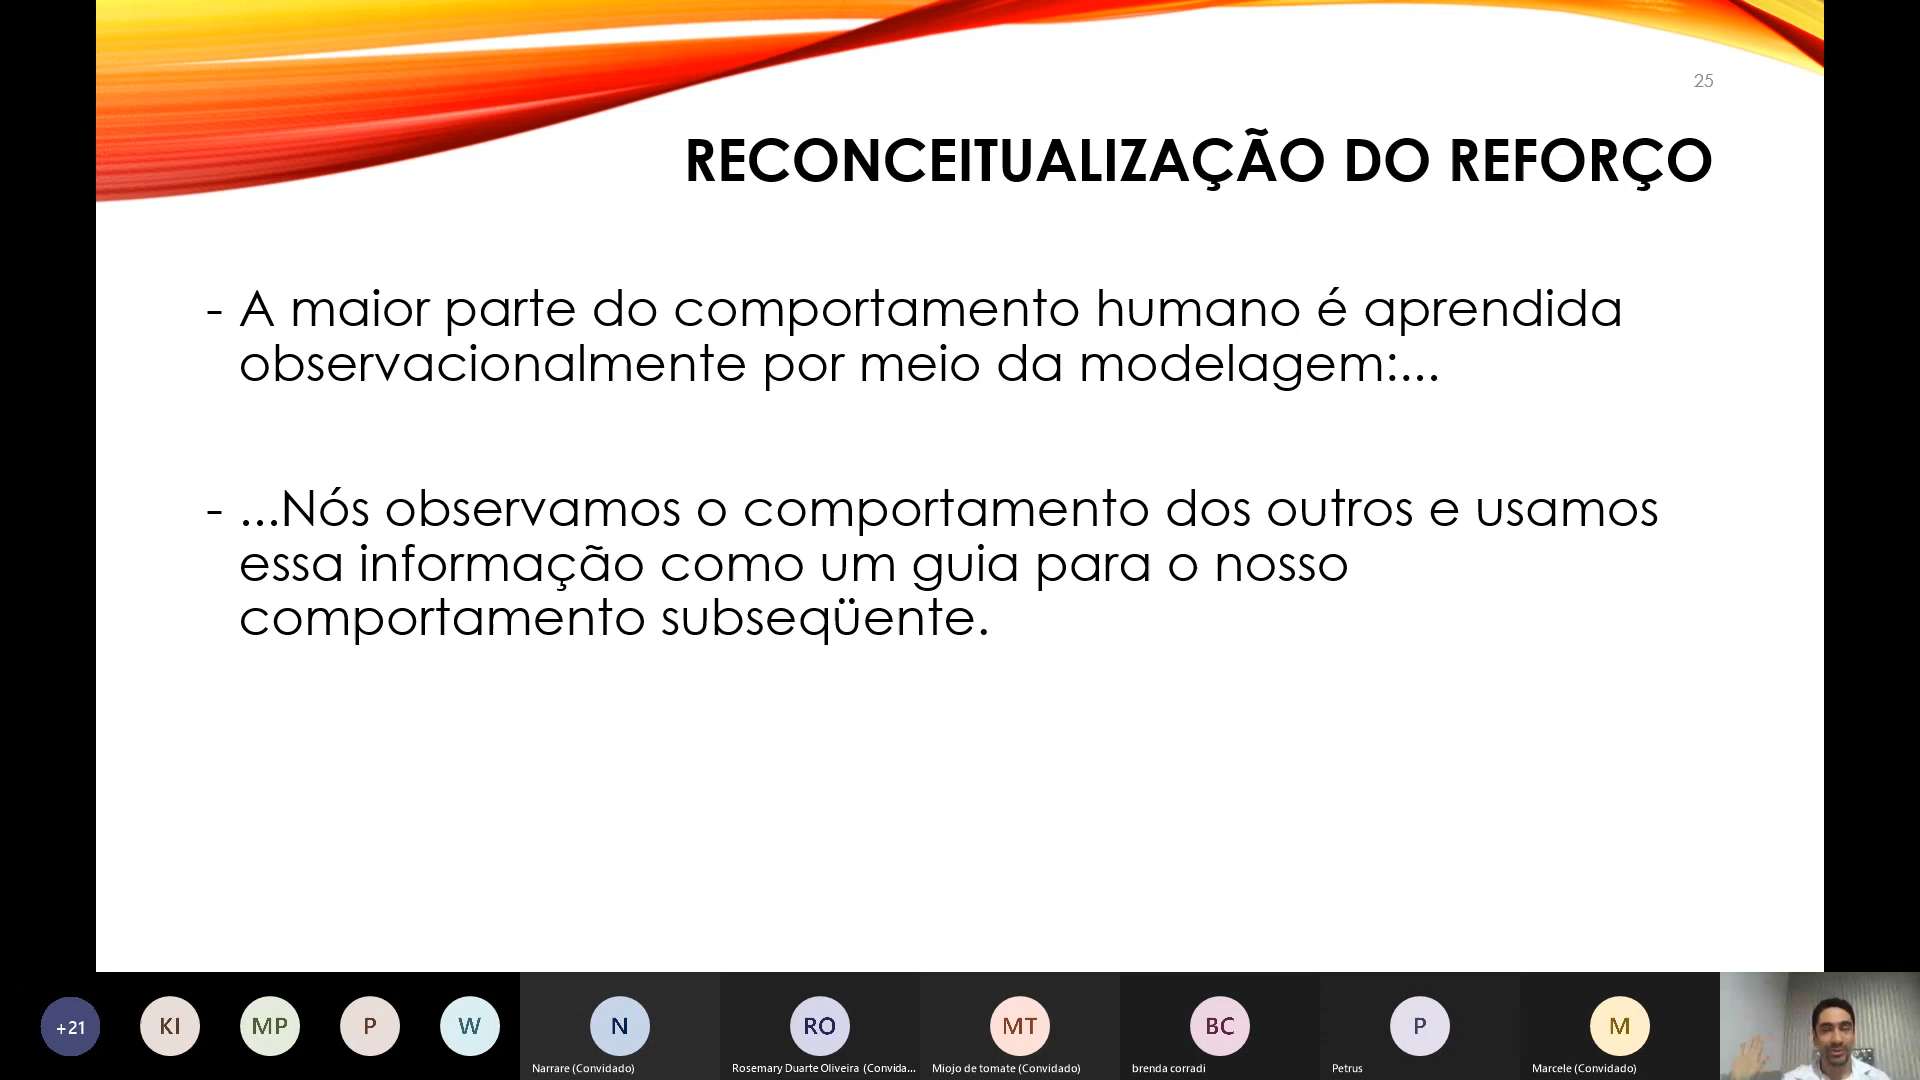 25
RECONCEITUALIZAÇÃO DO REFORÇO
- A maior parte do comportamento humano é aprendida
observacionalmente por meio da modelagem:...
- ...Nós observamos o comportamento dos outros e usamos
essa informação como um guia para o nosso
comportamento subseqüente.
+21
KI
MP
P
W
N
RO
MT
BC
P
M
Narrare (Convidado)
Rosemary Duarte Oliveira (Convida...
Miojo de tomate (Convidado)
brenda corradi
Petrus
Marcele (Convidado)